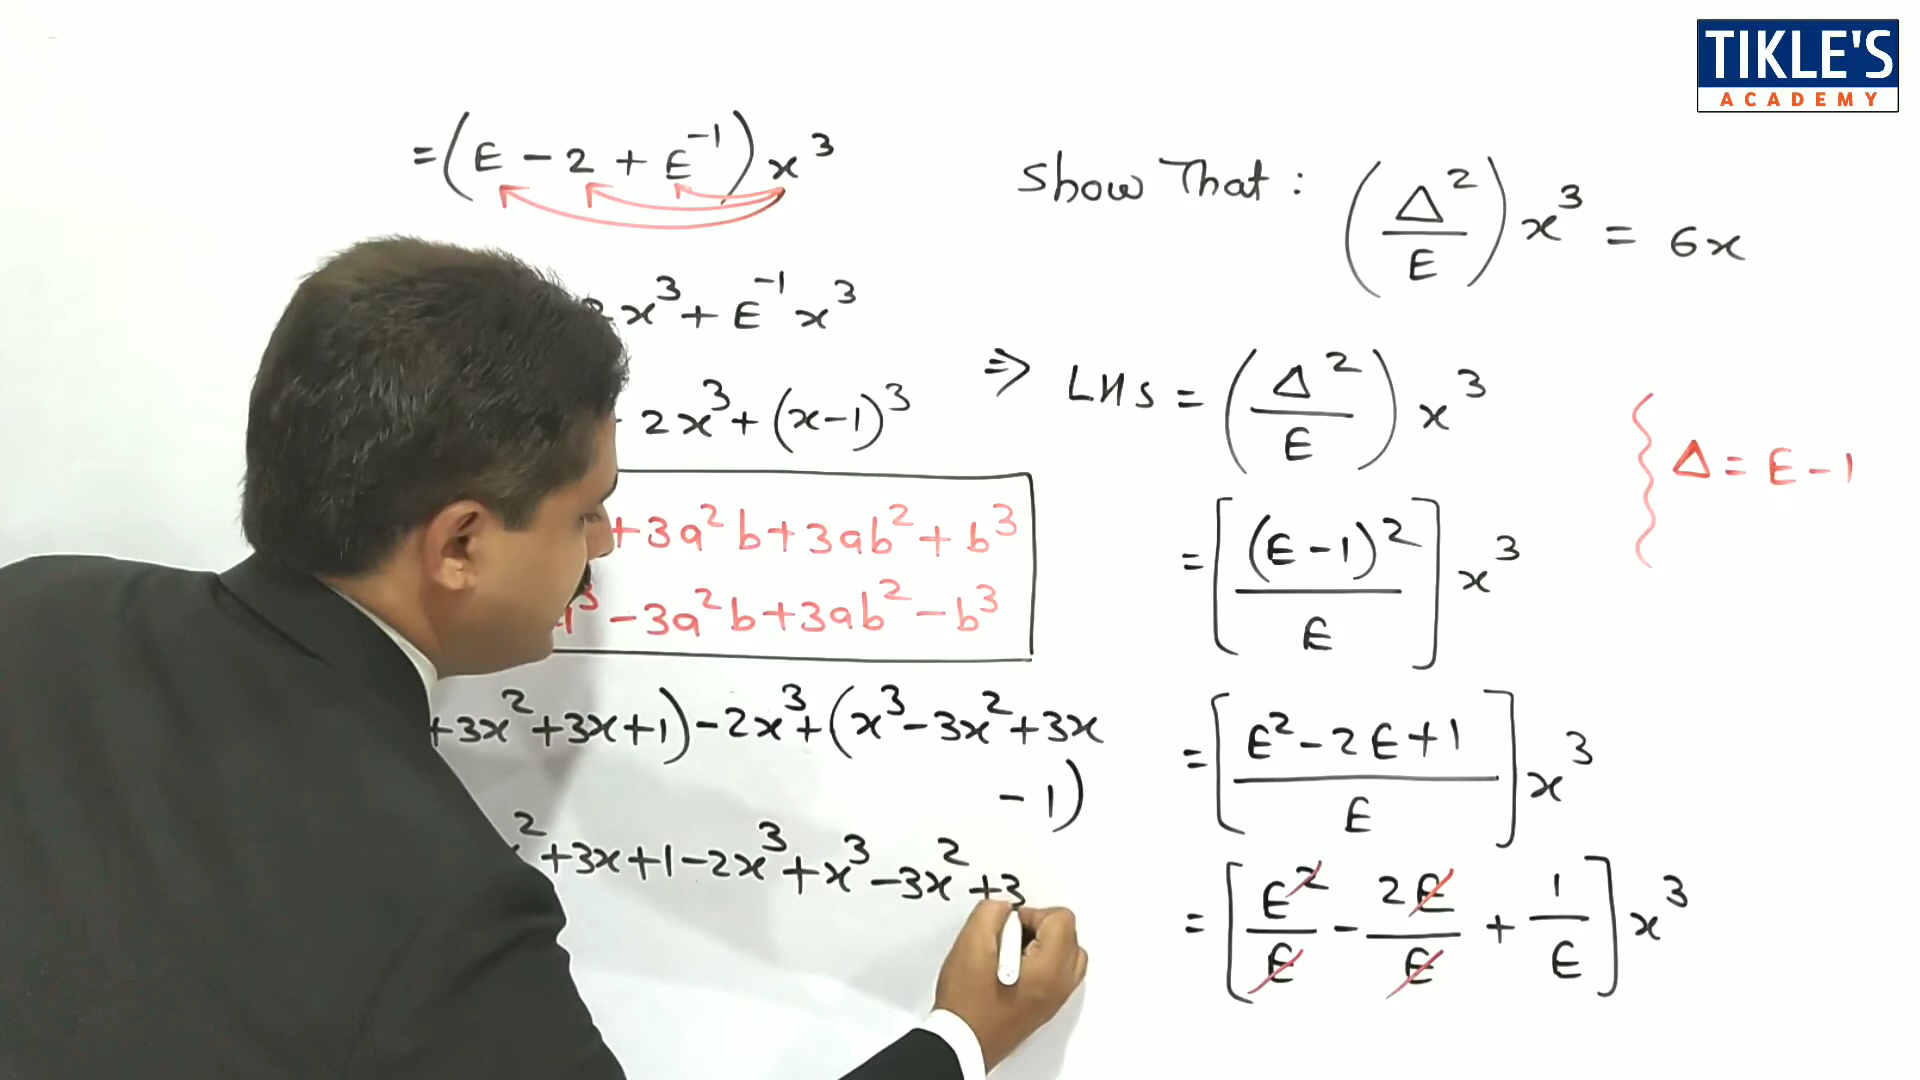 TIKLE'S
ACADEMY
Show That : (Δ²/E) x³ = 6x
⇒ LHS = (Δ²/E) x³
{ Δ = E - 1
= [(E - 1)²/E] x³
= [E² - 2E + 1/E] x³
= [E²/E - 2E/E + 1/E] x³
= (E - 2 + E⁻¹) x³
x³ + E⁻¹ x³
2x³ + (x - 1)³
+ 3a²b + 3ab² + b³
- 3a²b + 3ab² - b³
+ 3x² + 3x + 1) - 2x³ + (x³ - 3x² + 3x
- 1)
² + 3x + 1 - 2x³ + x³ - 3x² + 3